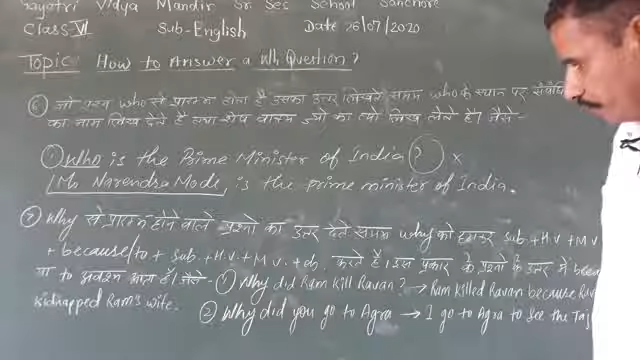 Gayatri Vidya Mandir Sr Sec School Sanchore
Class VI Sub-English Date 26/07/2020
Topic: How to Answer a Wh Question?
⑥ जो प्रश्न who से प्रारम्भ होता है उसका उत्तर लिखते समय who के स्थान पर
का नाम लिख देते हैं तथा शेष वाक्य ज्यों का त्यों लिख लेते हैं। जैसे-
① Who is the Prime Minister of India ? ×
Mr. Narendra Mode, is the prime minister of India.
⑦ Why से प्रारम्भ होने वाले प्रश्नों का उत्तर देते समय why को हटाकर sub.+H.V+M.V
+ because/to + sub. +H.V.+M.V. + करते हैं। इस प्रकार के प्रश्नों के उत्तर में beca
या to अवश्य आता है। जैसे- ① Why did Ram kill Ravan? → Ram killed Ravan because Rav
kidnapped Ram's wife.
② Why did you go to Agra → I go to Agra to see the Taj